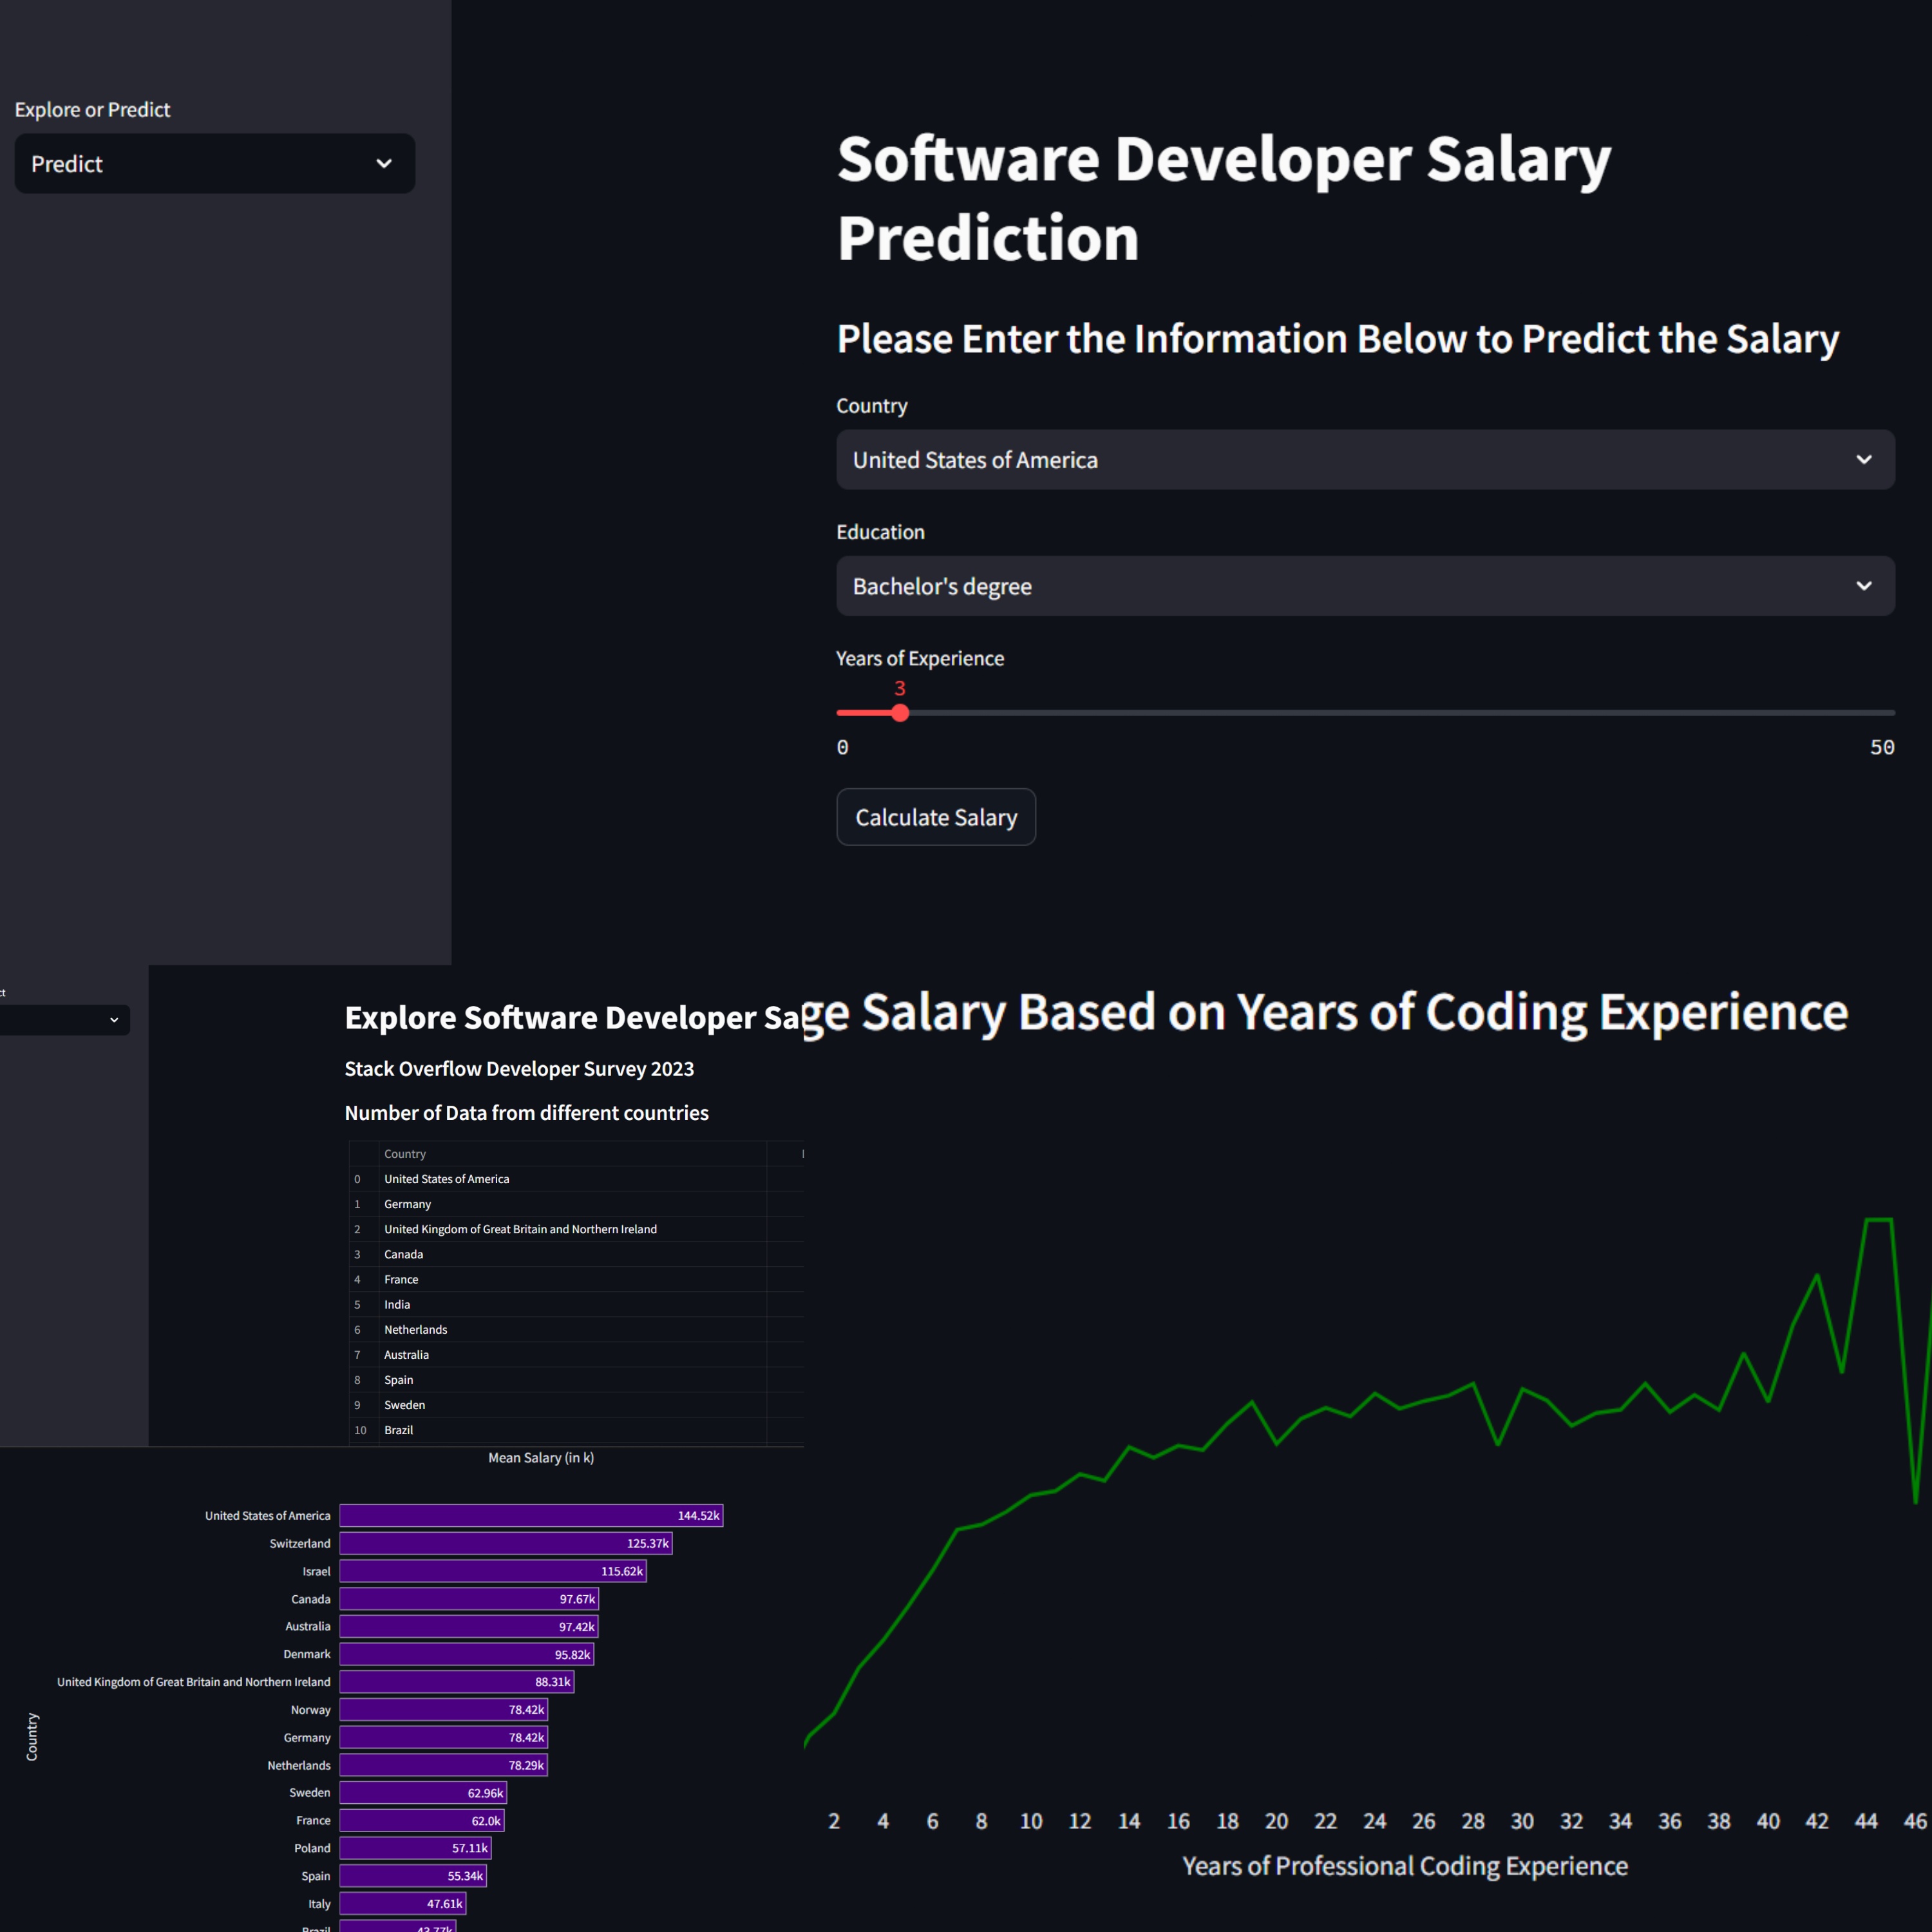 Explore or Predict
Predict
Software Developer Salary
Prediction
Please Enter the Information Below to Predict the Salary
Country
United States of America
Education
Bachelor's degree
Years of Experience
3
0
50
Calculate Salary
ct
Explore Software Developer Sa
Stack Overflow Developer Survey 2023
Number of Data from different countries
Country
0 United States of America
1 Germany
2 United Kingdom of Great Britain and Northern Ireland
3 Canada
4 France
5 India
6 Netherlands
7 Australia
8 Spain
9 Sweden
10 Brazil
Mean Salary (in k)
Country
United States of America 144.52k
Switzerland 125.37k
Israel 115.62k
Canada 97.67k
Australia 97.42k
Denmark 95.82k
United Kingdom of Great Britain and Northern Ireland 88.31k
Norway 78.42k
Germany 78.42k
Netherlands 78.29k
Sweden 62.96k
France 62.0k
Poland 57.11k
Spain 55.34k
Italy 47.61k
Brazil 43.77k
ge Salary Based on Years of Coding Experience
2 4 6 8 10 12 14 16 18 20 22 24 26 28 30 32 34 36 38 40 42 44 46
Years of Professional Coding Experience